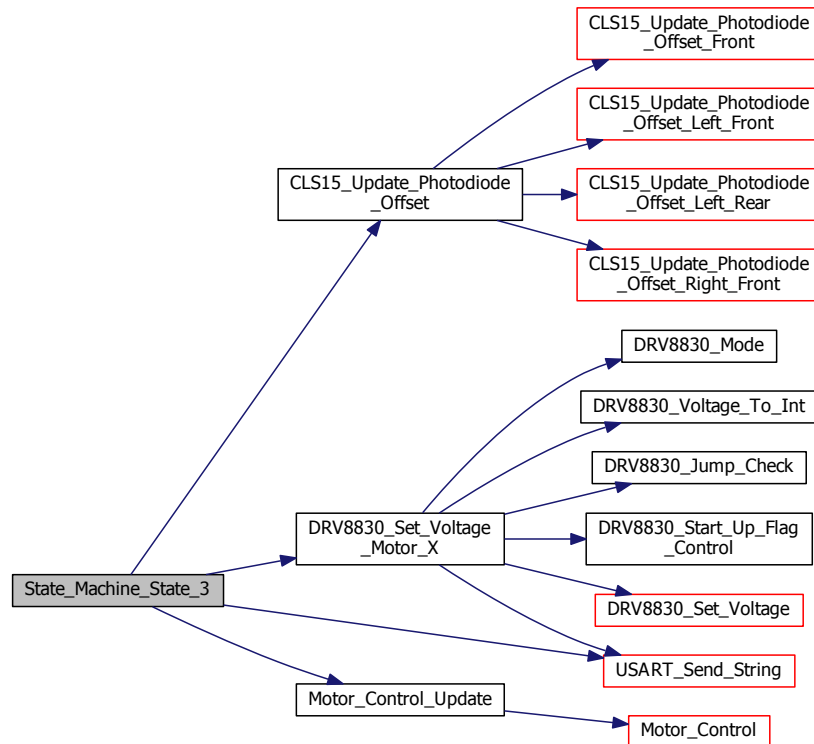 CLS15_Update_Photodiode
_Offset_Front
CLS15_Update_Photodiode
_Offset_Left_Front
CLS15_Update_Photodiode
_Offset
CLS15_Update_Photodiode
_Offset_Left_Rear
CLS15_Update_Photodiode
_Offset_Right_Front
DRV8830_Mode
DRV8830_Voltage_To_Int
DRV8830_Jump_Check
DRV8830_Set_Voltage
_Motor_X
DRV8830_Start_Up_Flag
_Control
State_Machine_State_3
DRV8830_Set_Voltage
USART_Send_String
Motor_Control_Update
Motor_Control